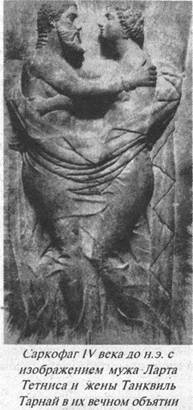 Саркофаг IV века до н.э. с
изображением мужа Ларта
Тетниса и жены Танквиль
Тарнай в их вечном объятии